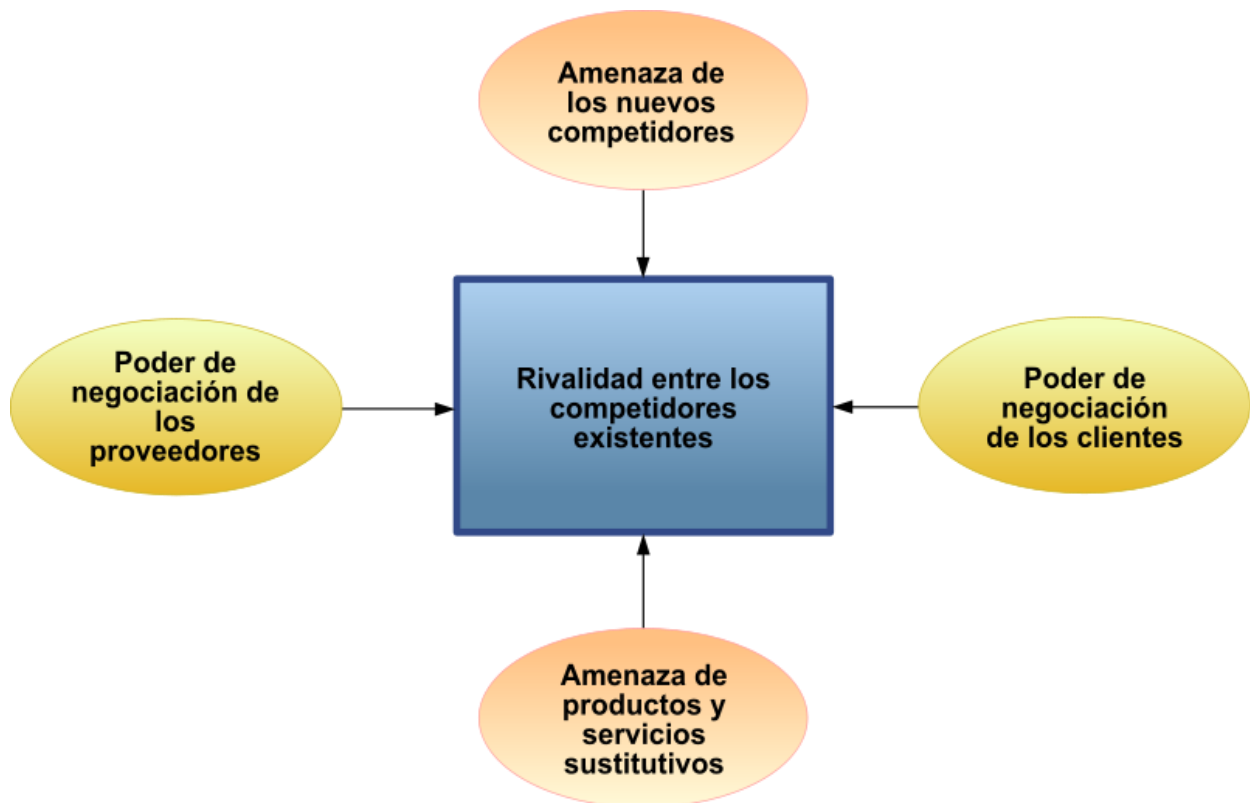 Amenaza de
los nuevos
competidores
Poder de
negociación de
los
proveedores
Rivalidad entre los
competidores
existentes
Poder de
negociación
de los clientes
Amenaza de
productos y
servicios
sustitutivos